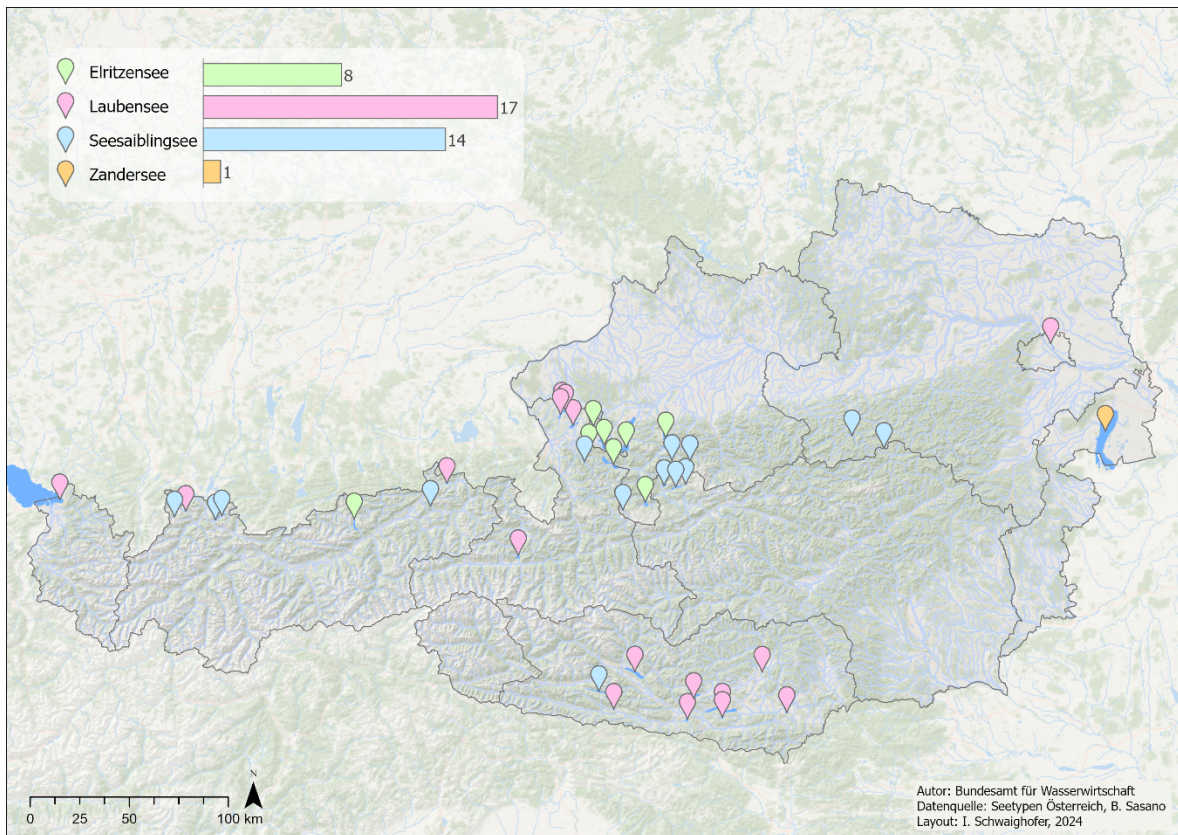 Elritzensee 8
Laubensee 17
Seesaiblingsee 14
Zandersee 1
N
0 50 100 km
Autor: Bundesamt für Wasserwirtschaft
Datenquelle: Seetypen Österreich, B. Sasano
Layout: I. Schwaighofer, 2024